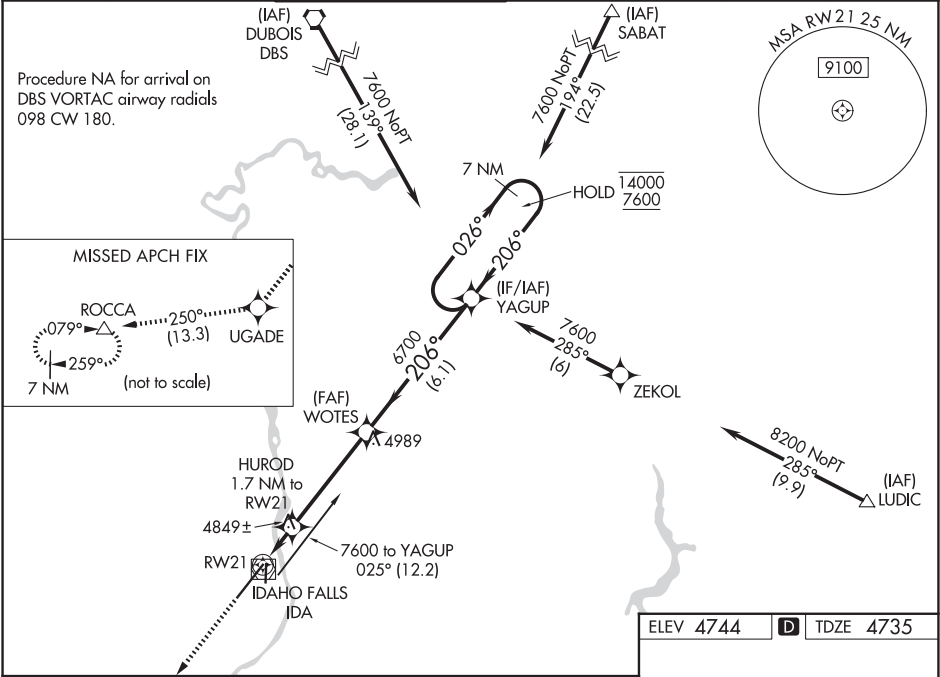 (IAF)
DUBOIS
DBS
(IAF)
SABAT
MSA RW 21 25 NM
9100
Procedure NA for arrival on
DBS VORTAC airway radials
098 CW 180.
7600 NoPT
139°
(28.1)
7600 NoPT
194°
(22.5)
7 NM
HOLD
14000
7600
026°
206°
(IF/IAF)
YAGUP
MISSED APCH FIX
ROCCA
079°
250°
(13.3)
UGADE
259°
7 NM
(not to scale)
6700
206°
(6.1)
7600
285°
(6)
ZEKOL
(FAF)
WOTES
4989
8200 NoPT
285°
(9.9)
(IAF)
LUDIC
HUROD
1.7 NM to
RW21
4849±
7600 to YAGUP
025° (12.2)
RW21
IDAHO FALLS
IDA
ELEV 4744
D
TDZE 4735